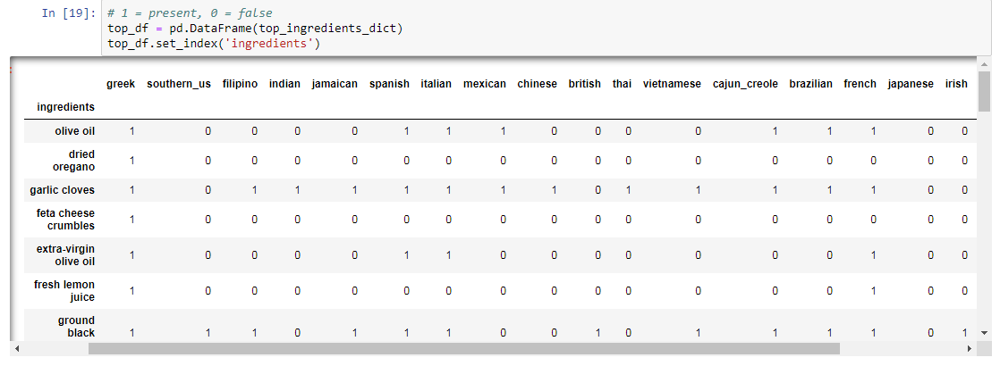 In [19]: # 1 = present, 0 = false
top_df = pd.DataFrame(top_ingredients_dict)
top_df.set_index('ingredients')
greek southern_us filipino indian jamaican spanish italian mexican chinese british thai vietnamese cajun_creole brazilian french japanese irish
ingredients
olive oil 1 0 0 0 0 1 1 1 0 0 0 0 1 1 1 0 0
dried
oregano 1 0 0 0 0 0 0 0 0 0 0 0 0 0 0 0 0
garlic cloves 1 0 1 1 1 1 1 1 1 0 1 1 1 1 1 0 0
feta cheese
crumbles 1 0 0 0 0 0 0 0 0 0 0 0 0 0 0 0 0
extra-virgin
olive oil 1 0 0 0 0 1 1 0 0 0 0 0 0 0 1 0 0
fresh lemon
juice 1 0 0 0 0 0 0 0 0 0 0 0 0 0 1 0 0
ground
black 1 1 1 0 1 1 1 0 0 1 0 1 1 1 1 0 1